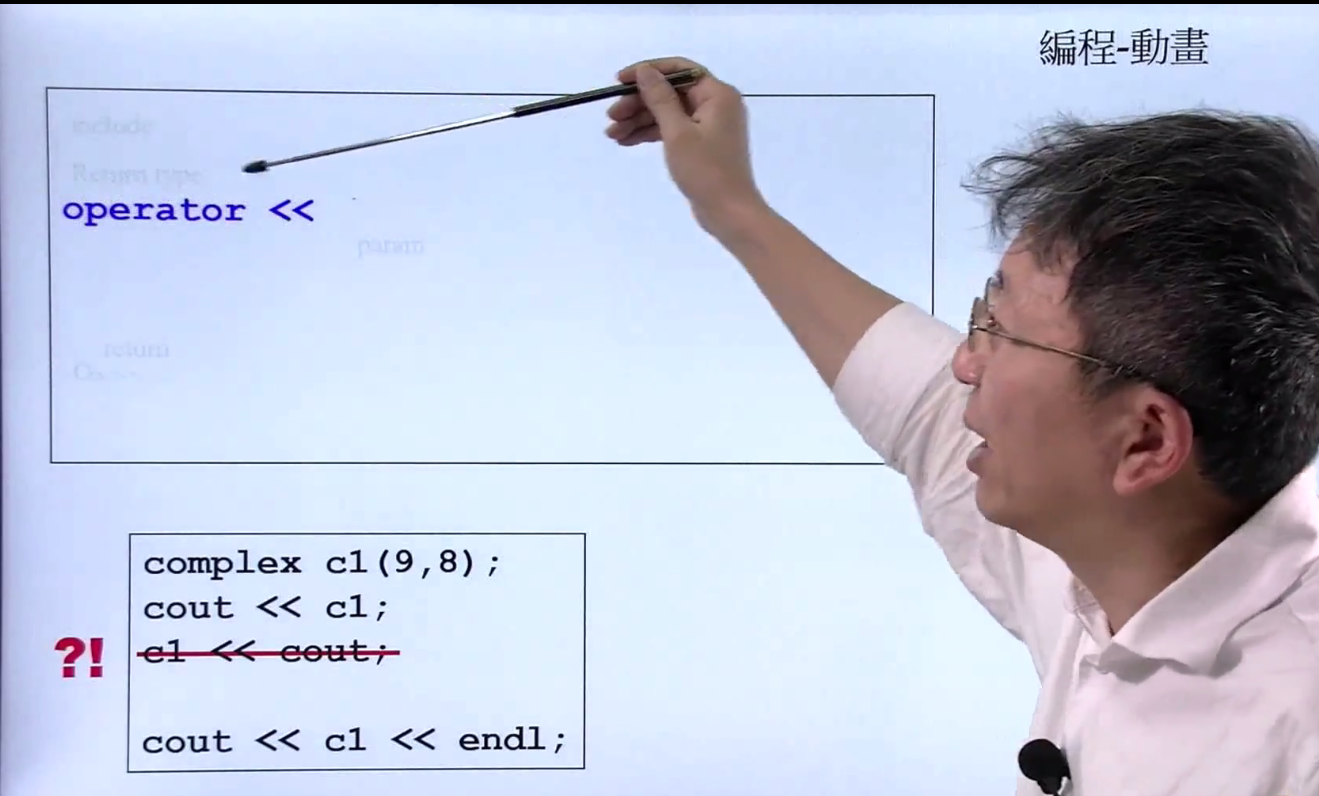 編程-動畫
include
Return type
operator <<
param
return
complex c1(9,8);
cout << c1;
?! c1 << cout;
cout << c1 << endl;